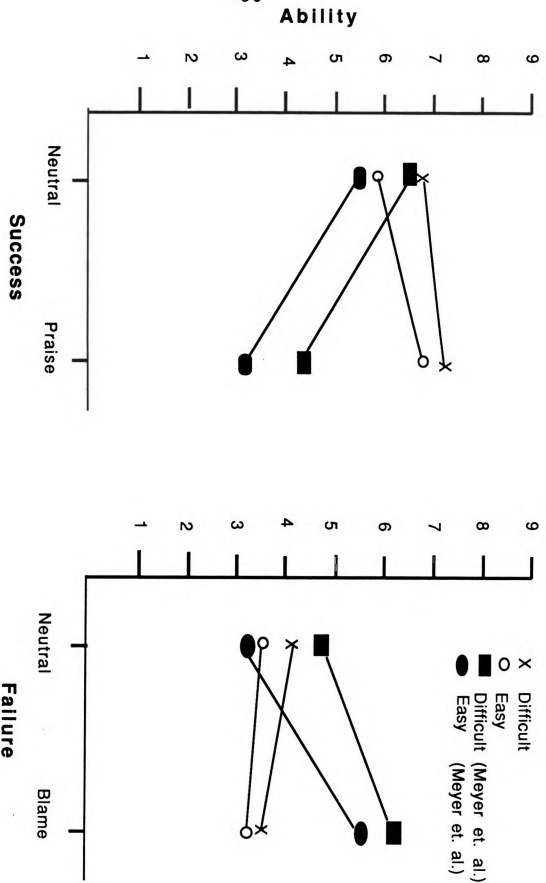 Ability
9
8
7
6
5
4
3
2
1
Neutral
Praise
Success
9
8
7
6
5
4
3
2
1
Neutral
Blame
Failure
Difficult
Easy
Difficult (Meyer et. al.)
Easy (Meyer et. al.)